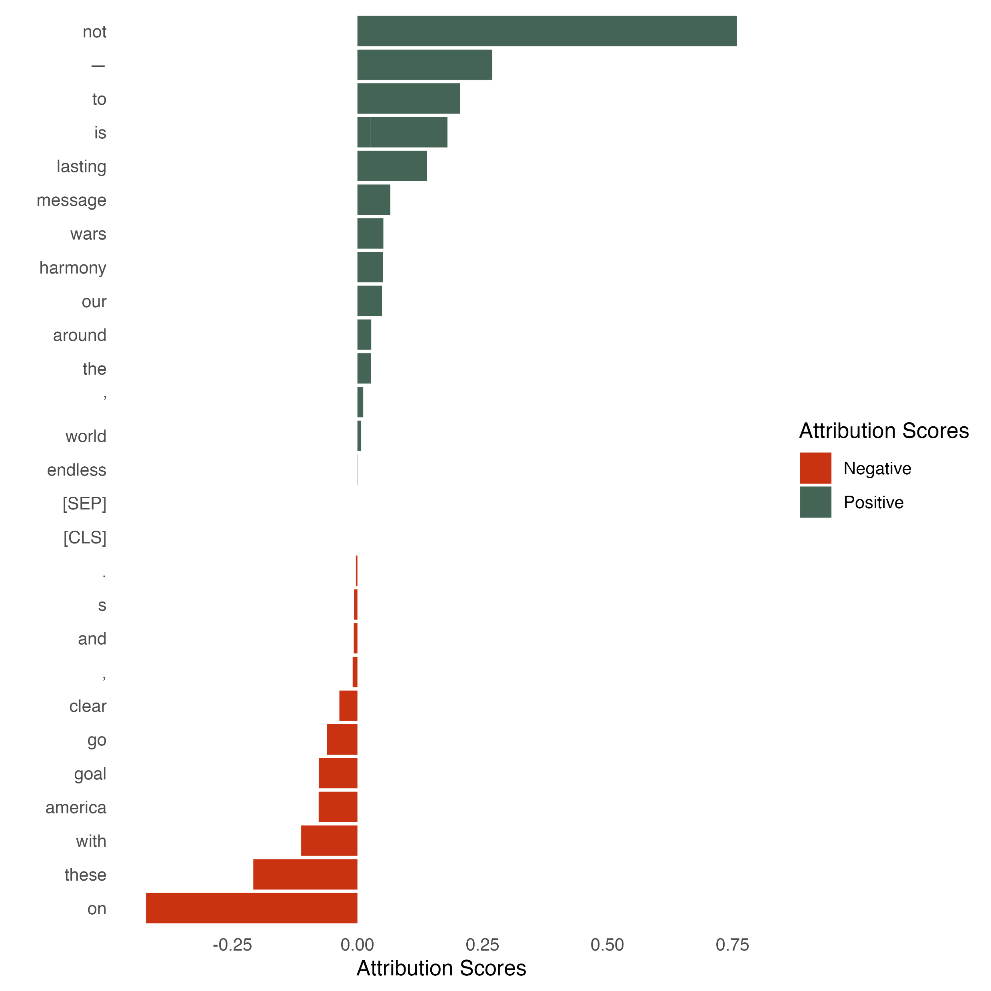 not
—
to
is
lasting
message
wars
harmony
our
around
the
’
world
endless
[SEP]
[CLS]
.
s
and
,
clear
go
goal
america
with
these
on
-0.25 0.00 0.25 0.50 0.75
Attribution Scores
Attribution Scores
Negative
Positive